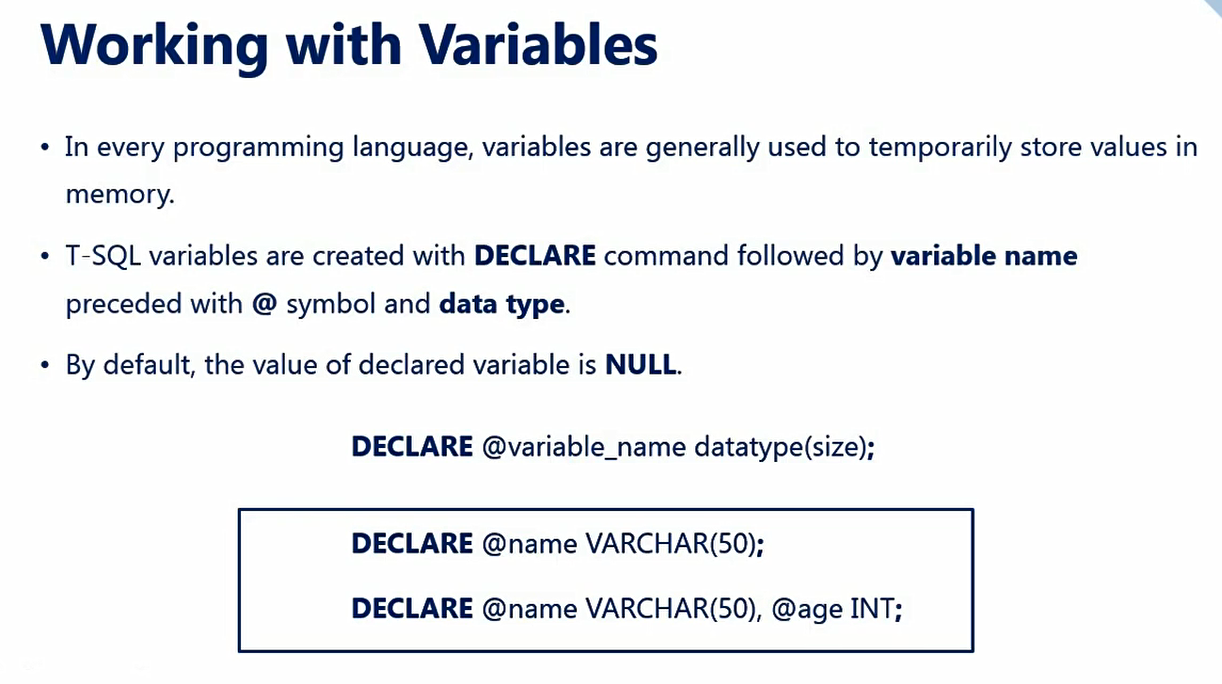 Working with Variables
• In every programming language, variables are generally used to temporarily store values in
memory.
• T-SQL variables are created with DECLARE command followed by variable name
preceded with @ symbol and data type.
• By default, the value of declared variable is NULL.
DECLARE @variable_name datatype(size);
DECLARE @name VARCHAR(50);
DECLARE @name VARCHAR(50), @age INT;